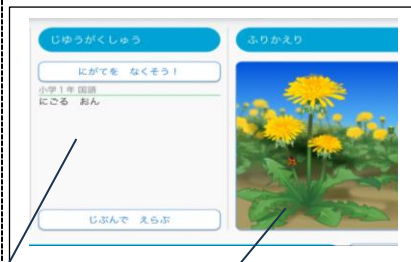 じゆうがくしゅう
ふりかえり
にがてを なくそう！
小学1年 国語
にごる おん
じぶんで えらぶ